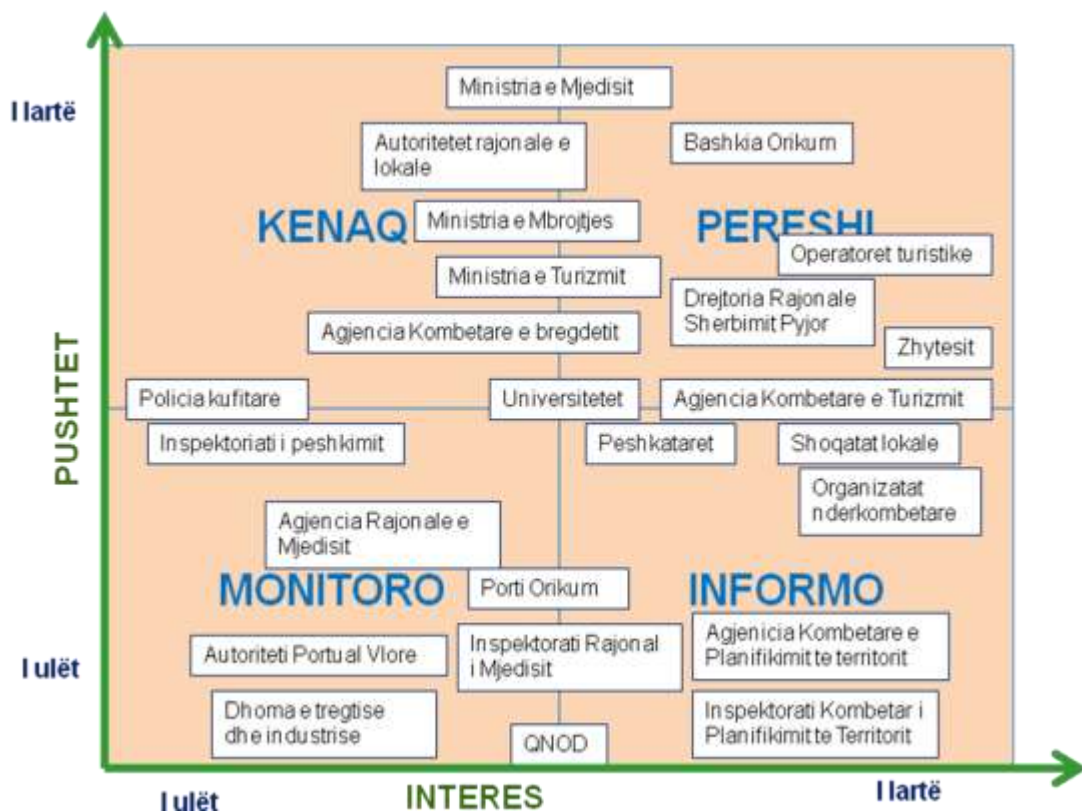 Ministria e Mjedisit
I lartë
Autoritetet rajonale e
lokale
Bashkia Orikum
KENAQ
Ministria e Mbrojtjes
PERESHI
Operatoret turistike
Ministria e Turizmit
Drejtoria Rajonale
Sherbimit Pyjor
Agjencia Kombetare e bregdetit
Zhytesit
PUSHTET
Policia kufitare
Universitetet
Agjencia Kombetare e Turizmit
Inspektoriati i peshkimit
Peshkataret
Shoqatat lokale
Organizatat
nderkombetare
Agjencia Rajonale e
Mjedisit
MONITORO
Porti Orikum
INFORMO
Autoriteti Portual Vlore
Inspektorati Rajonal
i Mjedisit
Agjenicia Kombetare e
Planifikimit te territorit
I ulët
Dhoma e tregtise
dhe industrise
QNOD
Inspektorati Kombetar i
Planifikimit te Territorit
I ulët
INTERES
I lartë